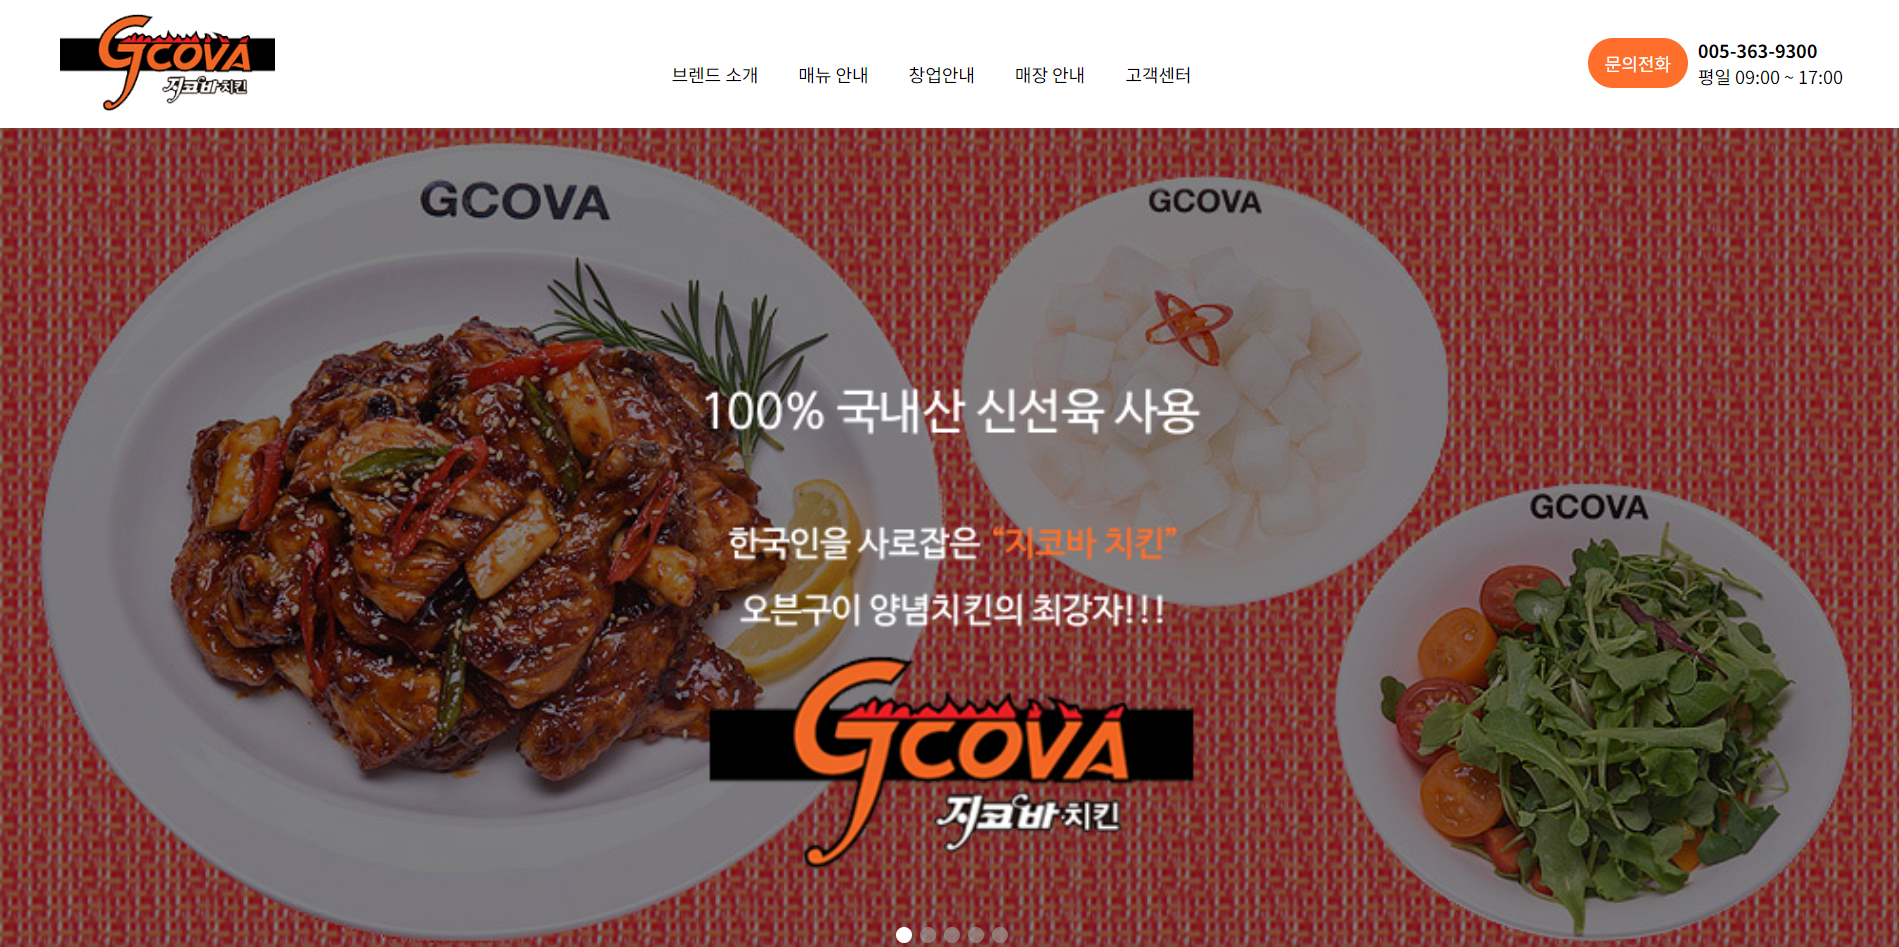 GCOVA
지코바치킨
브렌드 소개
매뉴 안내
창업안내
매장 안내
고객센터
문의전화
005-363-9300
평일 09:00 ~ 17:00
GCOVA
GCOVA
GCOVA
100% 국내산 신선육 사용
한국인을 사로잡은 “지코바 치킨”
오븐구이 양념치킨의 최강자!!!
GCOVA
지코바·치킨